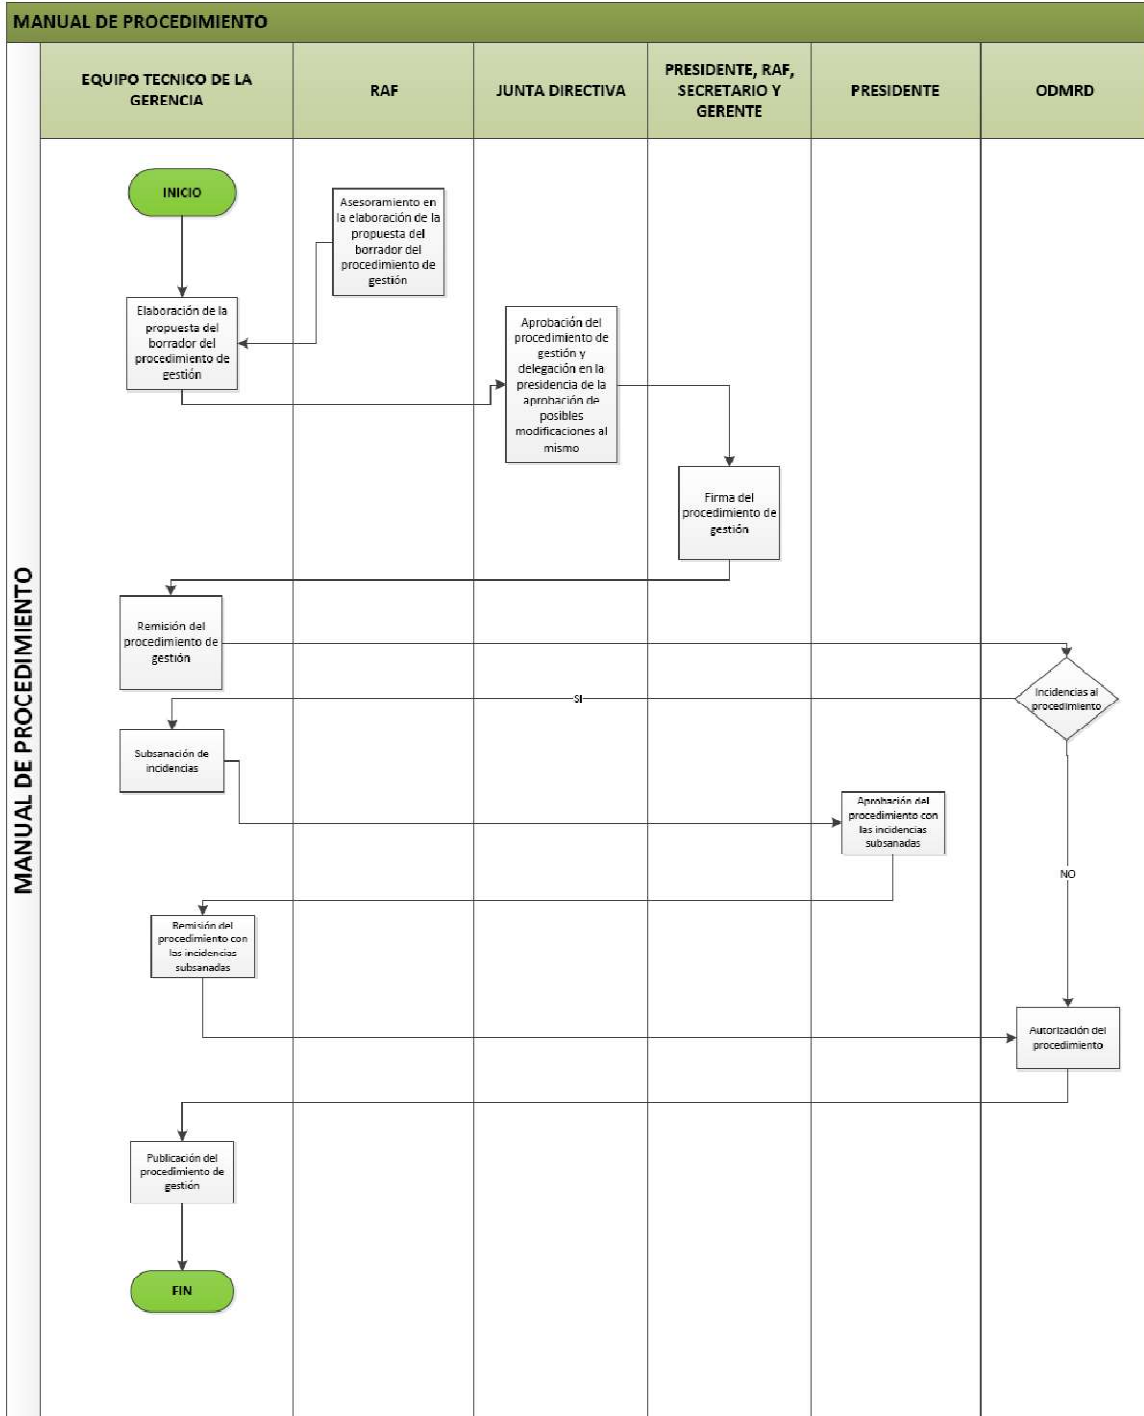 MANUAL DE PROCEDIMIENTO
MANUAL DE PROCEDIMIENTO
EQUIPO TECNICO DE LA
GERENCIA
RAF
JUNTA DIRECTIVA
PRESIDENTE, RAF,
SECRETARIO Y
GERENTE
PRESIDENTE
ODMRD
INICIO
Asesoramiento en
la elaboración de la
propuesta del
borrador del
procedimiento de
gestión
Elaboración de la
propuesta del
borrador del
procedimiento de
gestión
Aprobación del
procedimiento de
gestión y
delegación en la
presidencia de la
aprobación de
posibles
modificaciones al
mismo
Firma del
procedimiento de
gestión
Remisión del
procedimiento de
gestión
Incidencias al
procedimiento
SI
Subsanación de
incidencias
Aprobación del
procedimiento con
las incidencias
subsanadas
NO
Remisión del
procedimiento con
las incidencias
subsanadas
Autorización del
procedimiento
Publicación del
procedimiento de
gestión
FIN